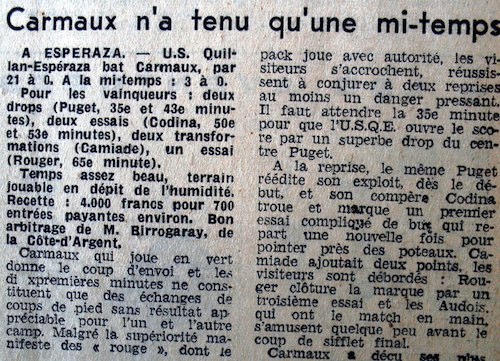 Carmaux n'a tenu qu'une mi-temps
A ESPERAZA. — U.S. Quil-
lan-Espéraza bat Carmaux, par
21 à 0. A la mi-temps : 3 à 0.
Pour les vainqueurs : deux
drops (Puget, 35e et 43e minu-
tes), deux essais (Codina, 50e
et 53e minutes), deux transfor-
mations (Camiade), un essai
(Rouger, 65e minute).
Temps assez beau, terrain
jouable en dépit de l'humidité.
Recette : 4.000 francs pour 700
entrées payantes environ. Bon
arbitrage de M. Birrogaray, de
la Côte-d'Argent.
Carmaux qui joue en vert
donne le coup d'envoi et les
di xpremières minutes ne cons-
tituent que des échanges de
coups de pied sans résultat ap-
préciable pour l'un et l'autre
camp. Malgré la supériorité ma-
nifeste des « rouge », dont le
pack joue avec autorité, les vi-
siteurs s'accrochent, réussis-
sent à conjurer à deux reprises
au moins un danger pressant.
Il faut attendre la 35e minute
pour que l'U.S.Q.E. ouvre le sco-
re par un superbe drop du cen-
tre Puget.
A la reprise, le même Puget
réédite son exploit, dès le dé-
but, et son compère Codina
troue et marque un premier
essai compliqué de but qui re-
part une nouvelle fois pour
pointer près des poteaux. Ca-
miade ajoutait deux points, les
visiteurs sont débordés : Rou-
ger clôture la marque par un
troisième essai et les Audois,
qui ont le match en main,
s'amusent quelque peu avant le
coup de sifflet final.
Carmaux a déçu ses plus